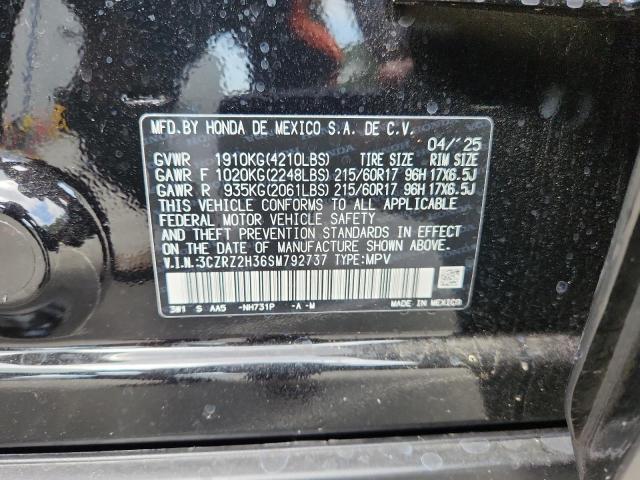 MFD.BY HONDA DE MEXICO S.A. DE C.V.
04/'25
GVWR 1910KG(4210LBS) TIRE SIZE RIM SIZE
GAWR F 1020KG(2248LBS) 215/60R17 96H 17X6.5J
GAWR R 935KG(2061LBS) 215/60R17 96H 17X6.5J
THIS VEHICLE CONFORMS TO ALL APPLICABLE
FEDERAL MOTOR VEHICLE SAFETY
AND THEFT PREVENTION STANDARDS IN EFFECT
ON THE DATE OF MANUFACTURE SHOWN ABOVE.
V.I.N.:3CZRZ2H36SM792737 TYPE:MPV
3W1 S AA5 -NH731P -A -M MADE IN MEXICO